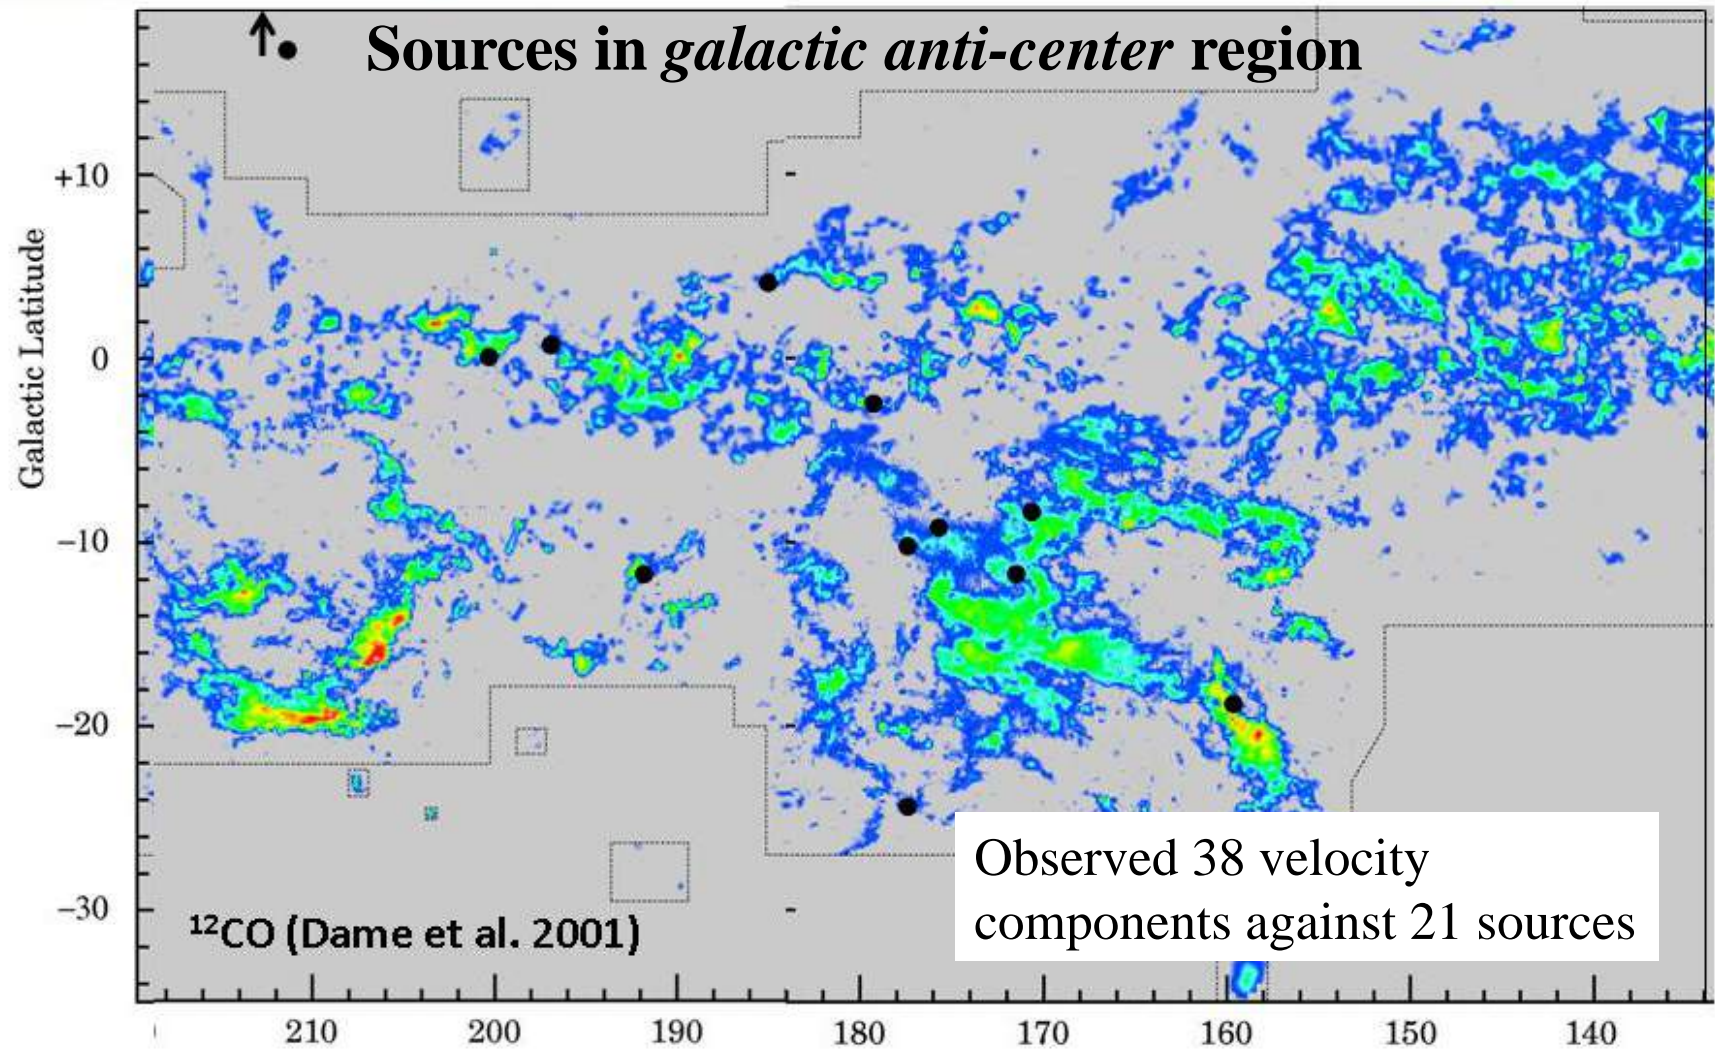 Sources in galactic anti-center region
+10
0
−10
−20
−30
Galactic Latitude
¹²CO (Dame et al. 2001)
Observed 38 velocity
components against 21 sources
210 200 190 180 170 160 150 140